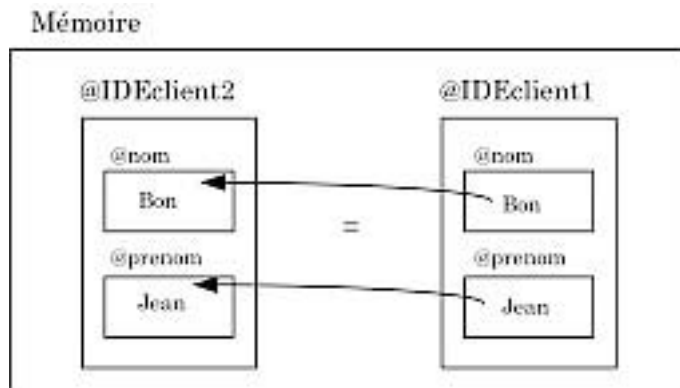 Mémoire
@IDEclient2 @IDEclient1
@nom @nom
Bon = Bon
@prenom @prenom
Jean Jean